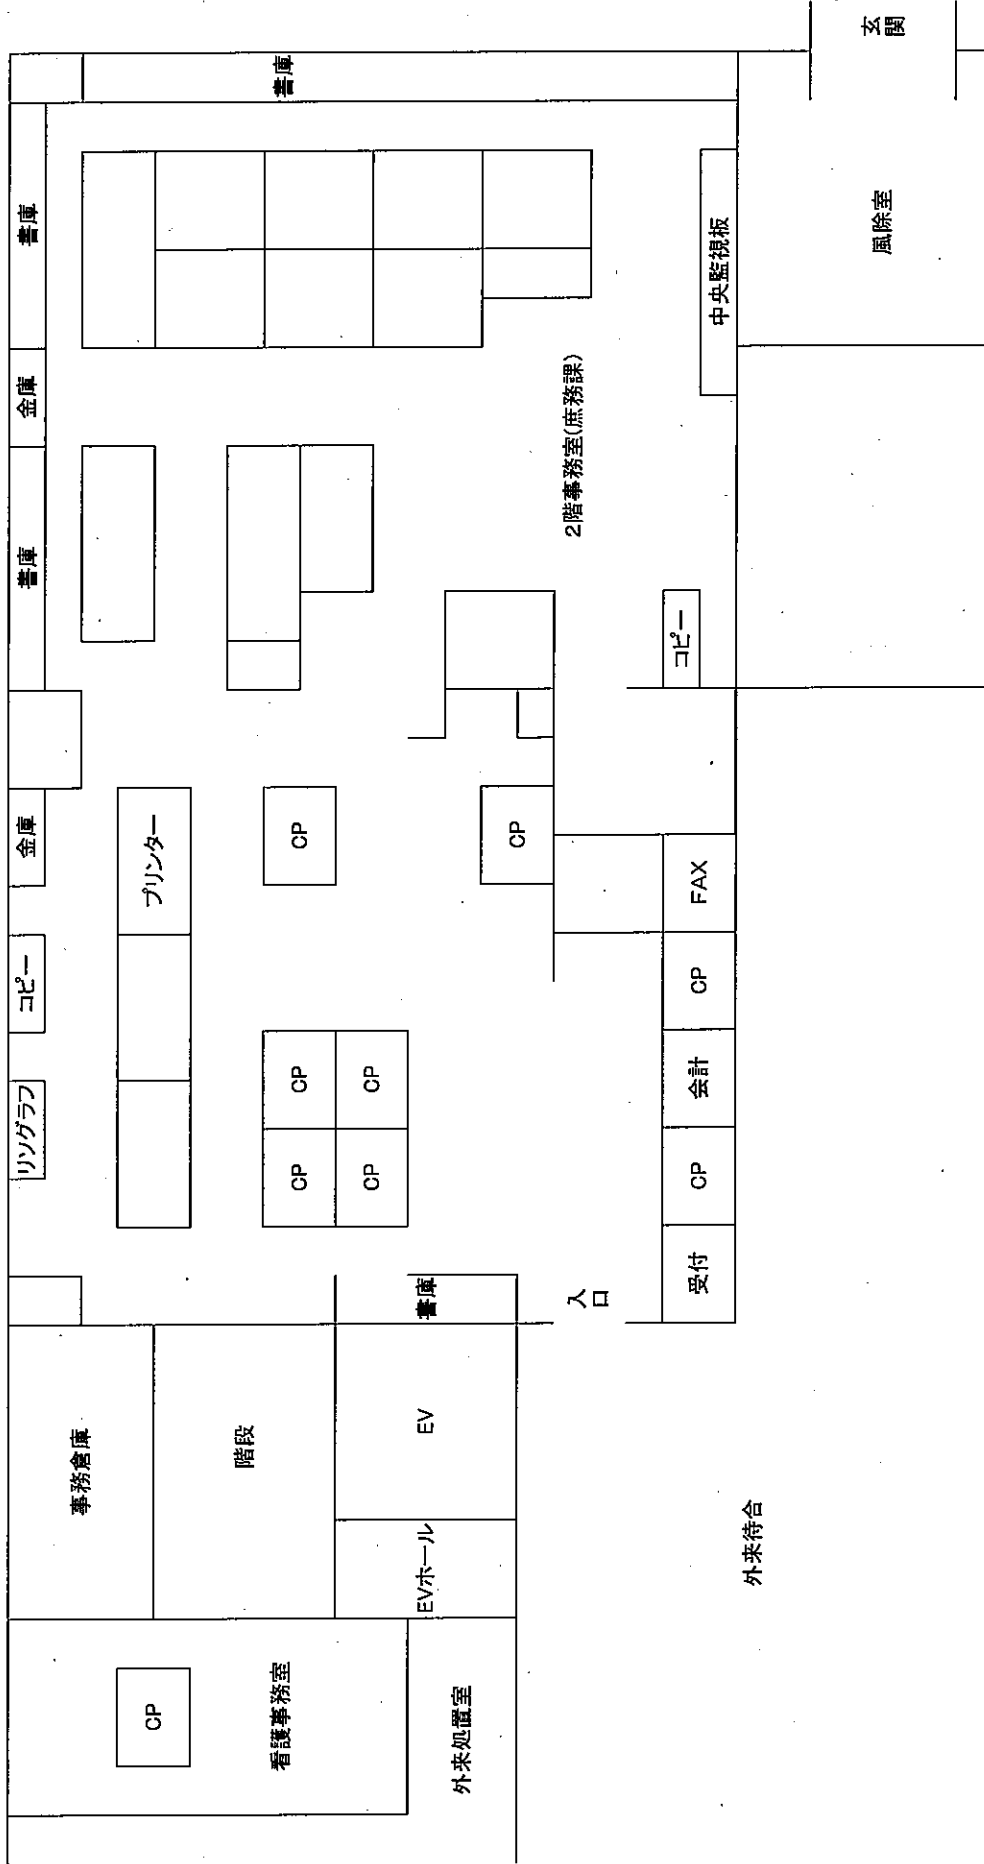 玄関
書庫
書庫
風除室
中央監視板
金庫
2階事務室(庶務課)
書庫
コピー
金庫
プリンター
CP
CP
FAX
コピー
CP
リングラフ
CP
CP
会計
CP
CP
CP
受付
書庫
入口
事務倉庫
階段
EV
EVホール
外来待合
CP
看護事務室
外来処置室